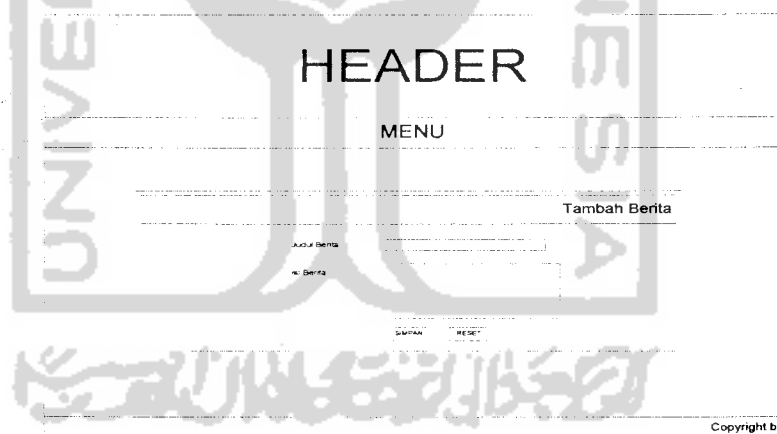 HEADER
MENU
Tambah Berita
Judul Berita
Isi Berita
SIMPAN RESET
Copyright b